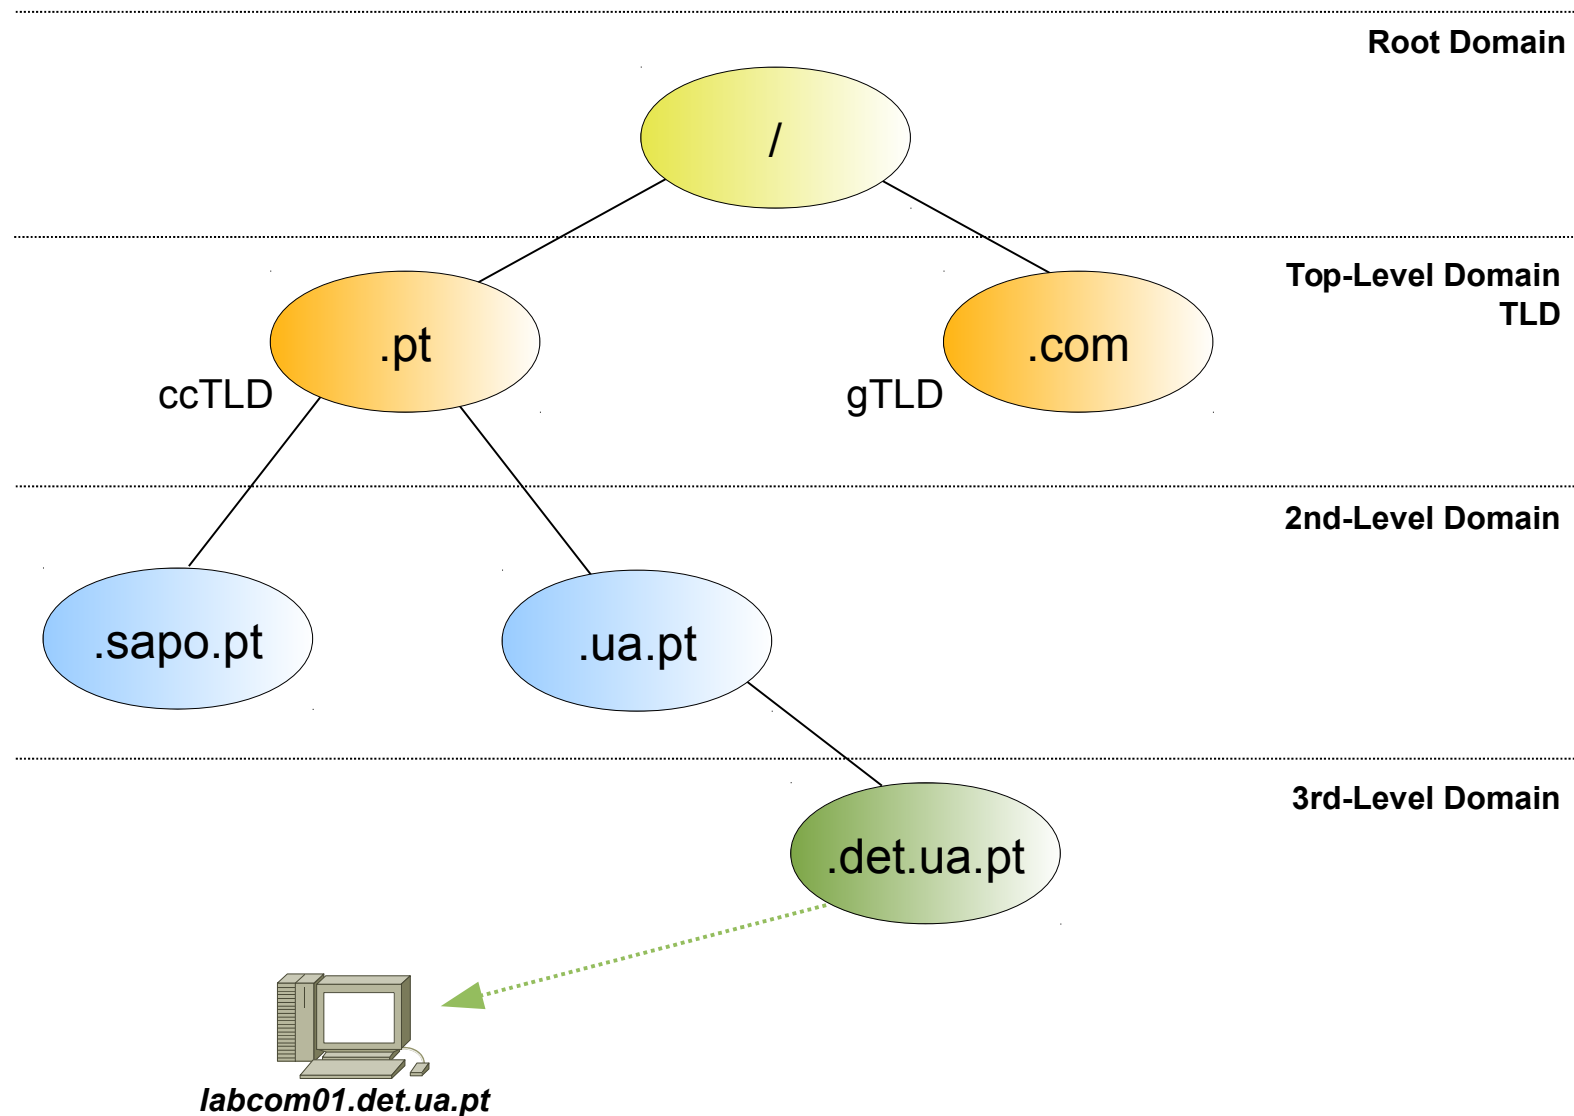 Root Domain
/
Top-Level Domain
TLD
.pt
.com
ccTLD
gTLD
2nd-Level Domain
.sapo.pt
.ua.pt
3rd-Level Domain
.det.ua.pt
labcom01.det.ua.pt